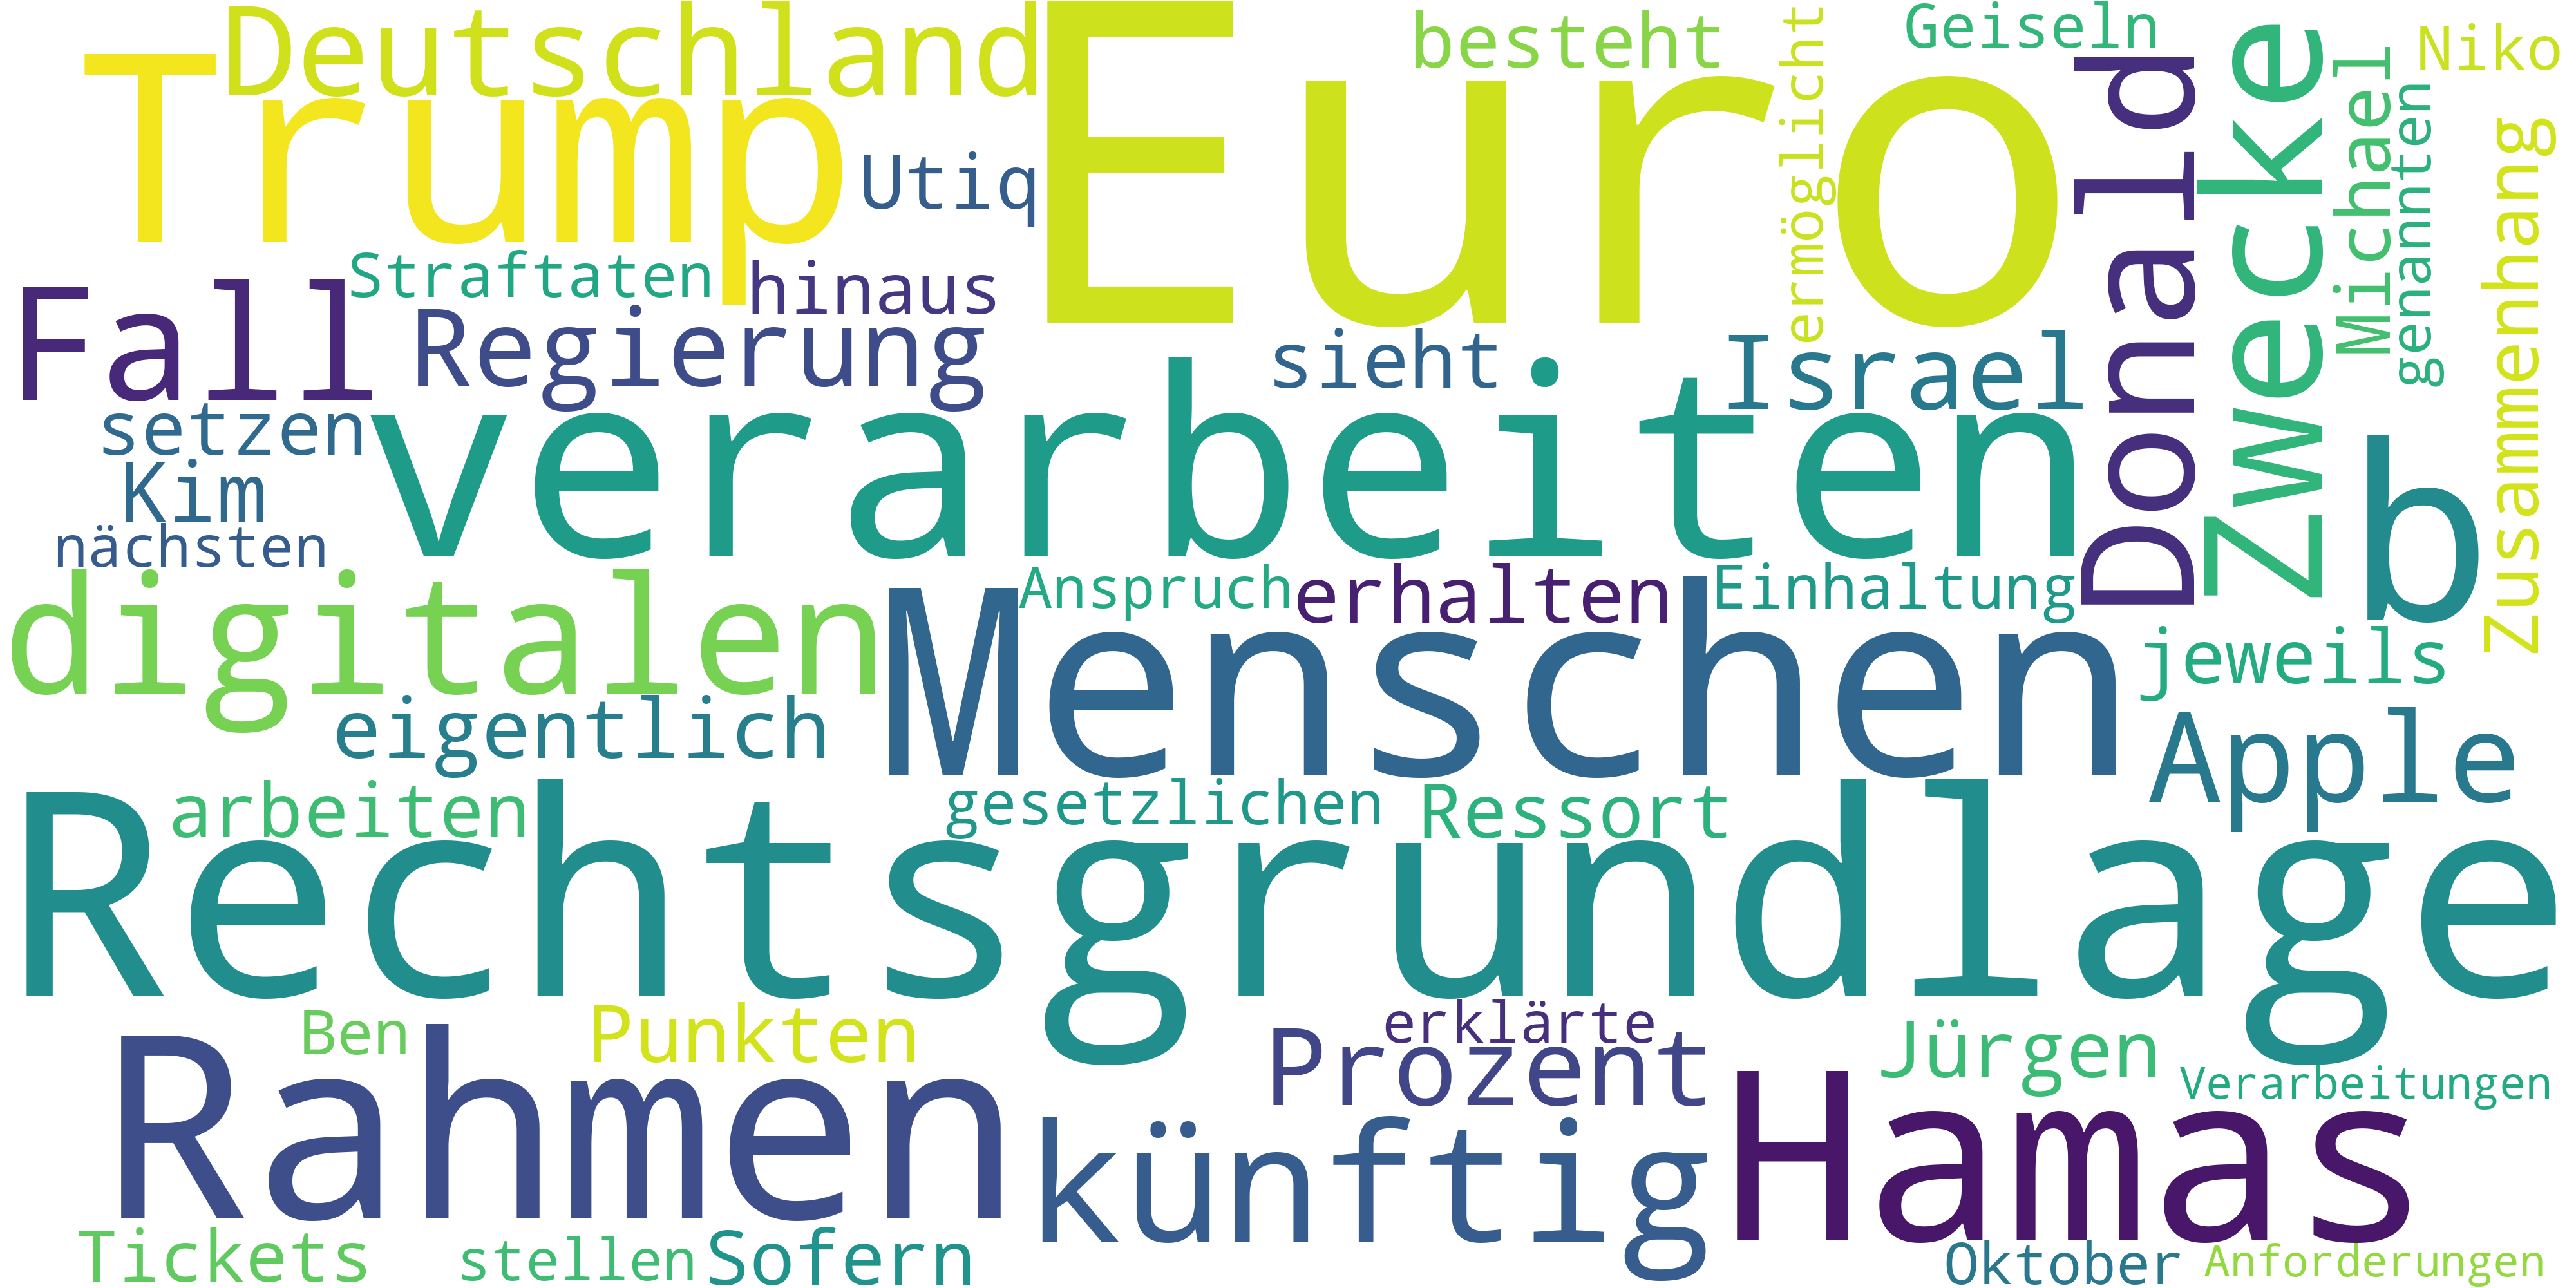 Deutschland
Trump
Euro
besteht
ermöglicht
Geiseln
Donald
Zwecke
Michael
genannten
Niko
Zusammenhang
Utiq
Straftaten
hinaus
Fall
Regierung
sieht
Israel
setzen
verarbeiten
b
Kim
nächsten
digitalen
Anspruch
erhalten
Einhaltung
Menschen
jeweils
eigentlich
Apple
arbeiten
gesetzlichen
Ressort
Rechtsgrundlage
Ben
Punkten
erklärte
Prozent
Jürgen
Verarbeitungen
Rahmen
künftig
Hamas
Tickets
stellen
Sofern
Oktober
Anforderungen